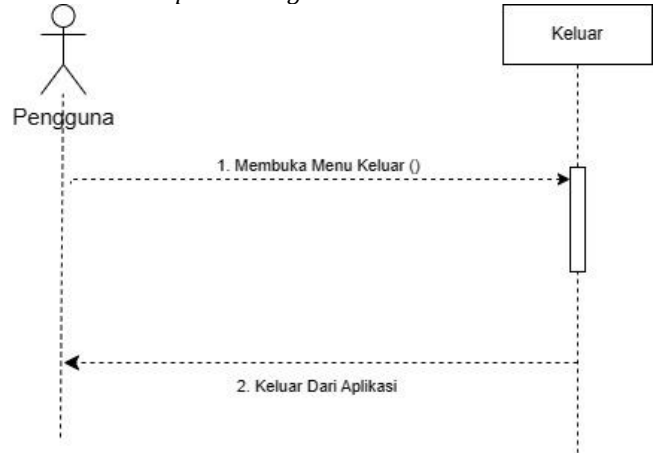 Keluar
Pengguna
1. Membuka Menu Keluar ()
2. Keluar Dari Aplikasi